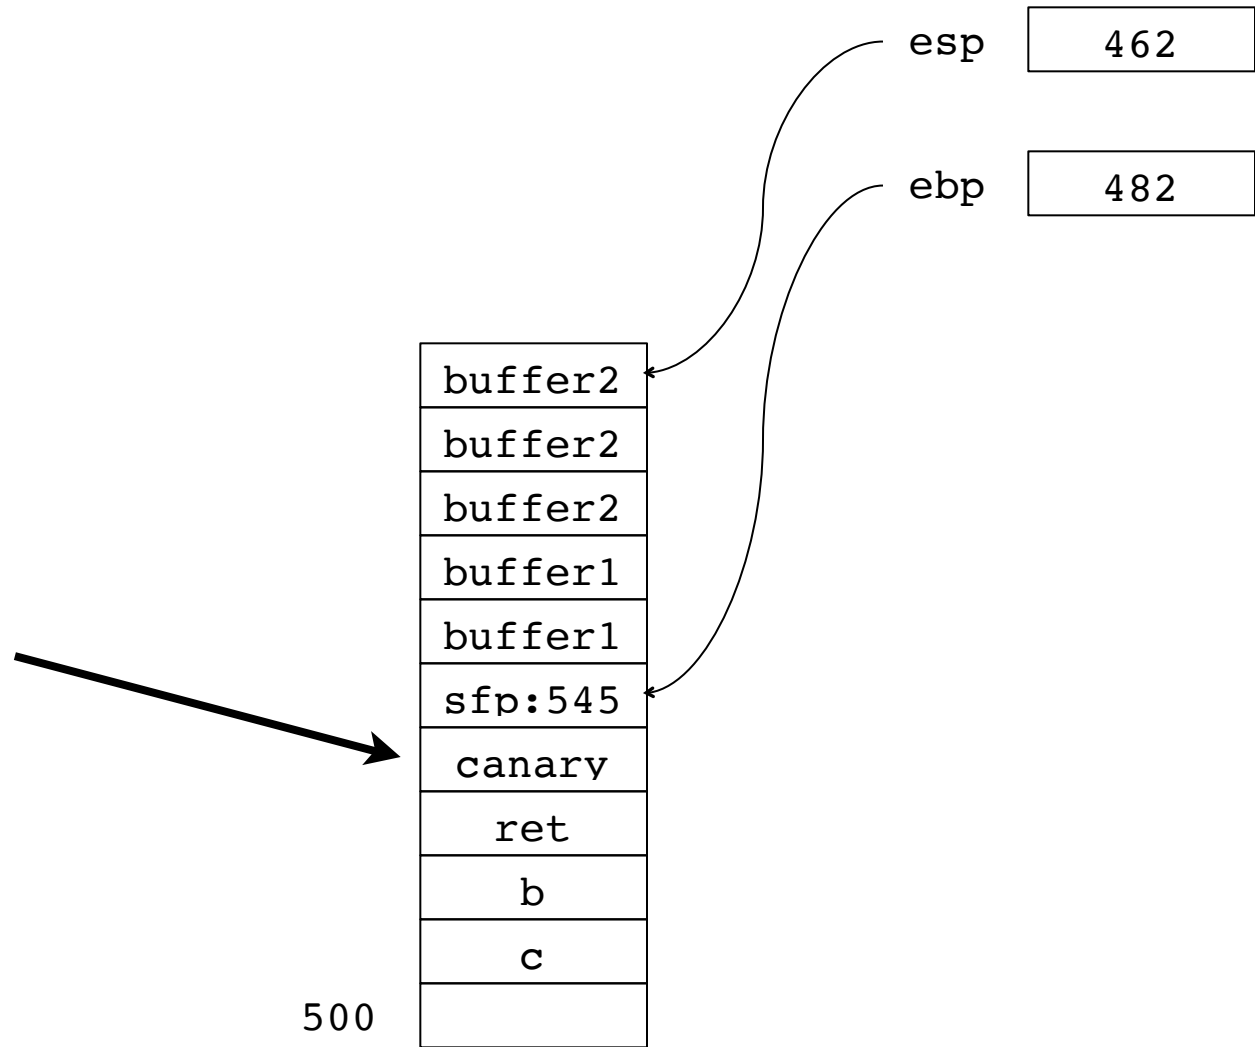 esp 462
ebp 482
buffer2
buffer2
buffer2
buffer1
buffer1
sfp:545
canary
ret
b
c
500